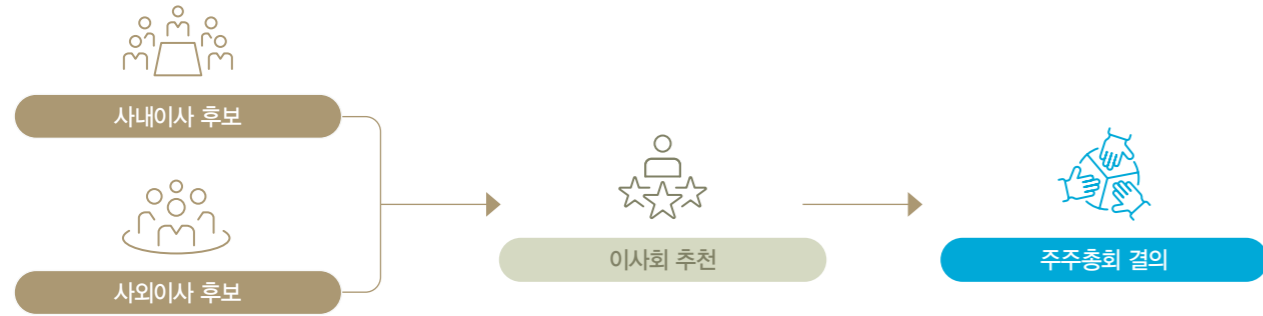 사내이사 후보
사외이사 후보
이사회 추천
주주총회 결의